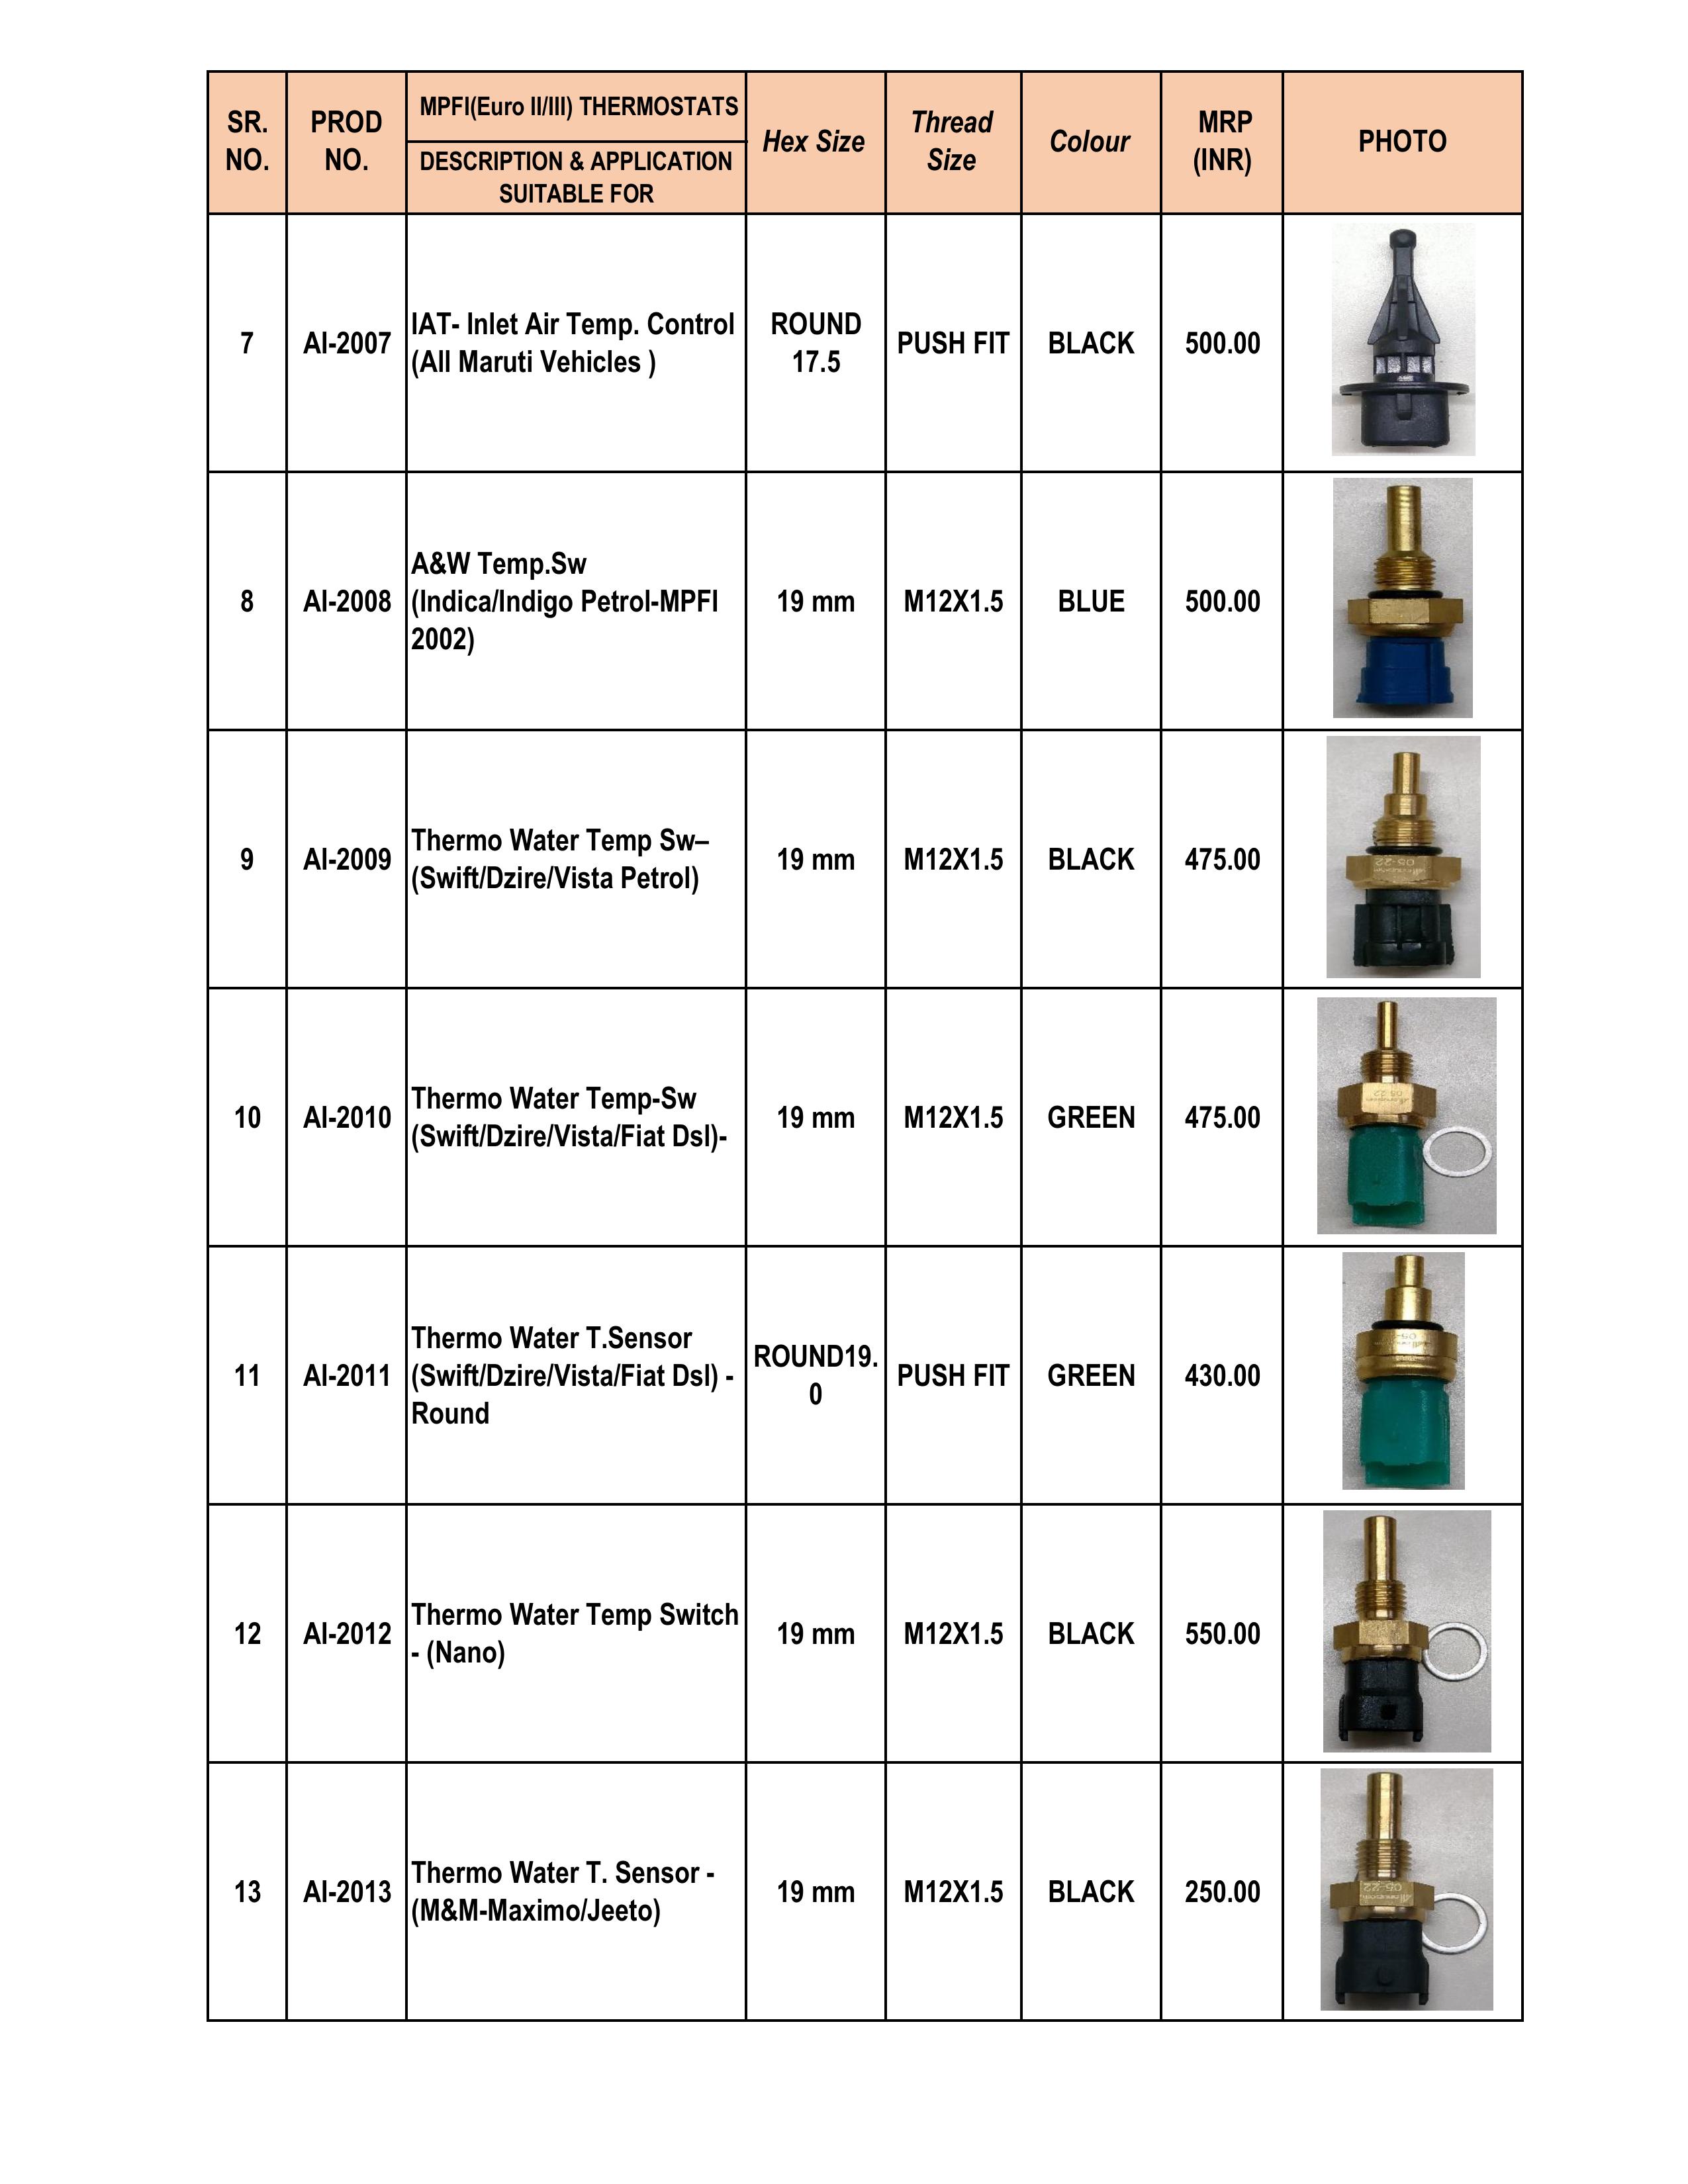 SR. NO.
PROD NO.
MPFI(Euro II/III) THERMOSTATS
DESCRIPTION & APPLICATION
SUITABLE FOR
Hex Size
Thread
Size
Colour
MRP
(INR)
PHOTO
7
AI-2007
IAT- Inlet Air Temp. Control
(All Maruti Vehicles )
ROUND
17.5
PUSH FIT
BLACK
500.00
8
AI-2008
A&W Temp.Sw
(Indica/Indigo Petrol-MPFI
2002)
19 mm
M12X1.5
BLUE
500.00
9
AI-2009
Thermo Water Temp Sw–
(Swift/Dzire/Vista Petrol)
19 mm
M12X1.5
BLACK
475.00
05-22
10
AI-2010
Thermo Water Temp-Sw
(Swift/Dzire/Vista/Fiat Dsl)-
19 mm
M12X1.5
GREEN
475.00
05 22
11
AI-2011
Thermo Water T.Sensor
(Swift/Dzire/Vista/Fiat Dsl) -
Round
ROUND19.
0
PUSH FIT
GREEN
430.00
12
AI-2012
Thermo Water Temp Switch
- (Nano)
19 mm
M12X1.5
BLACK
550.00
13
AI-2013
Thermo Water T. Sensor -
(M&M-Maximo/Jeeto)
19 mm
M12X1.5
BLACK
250.00
05-22